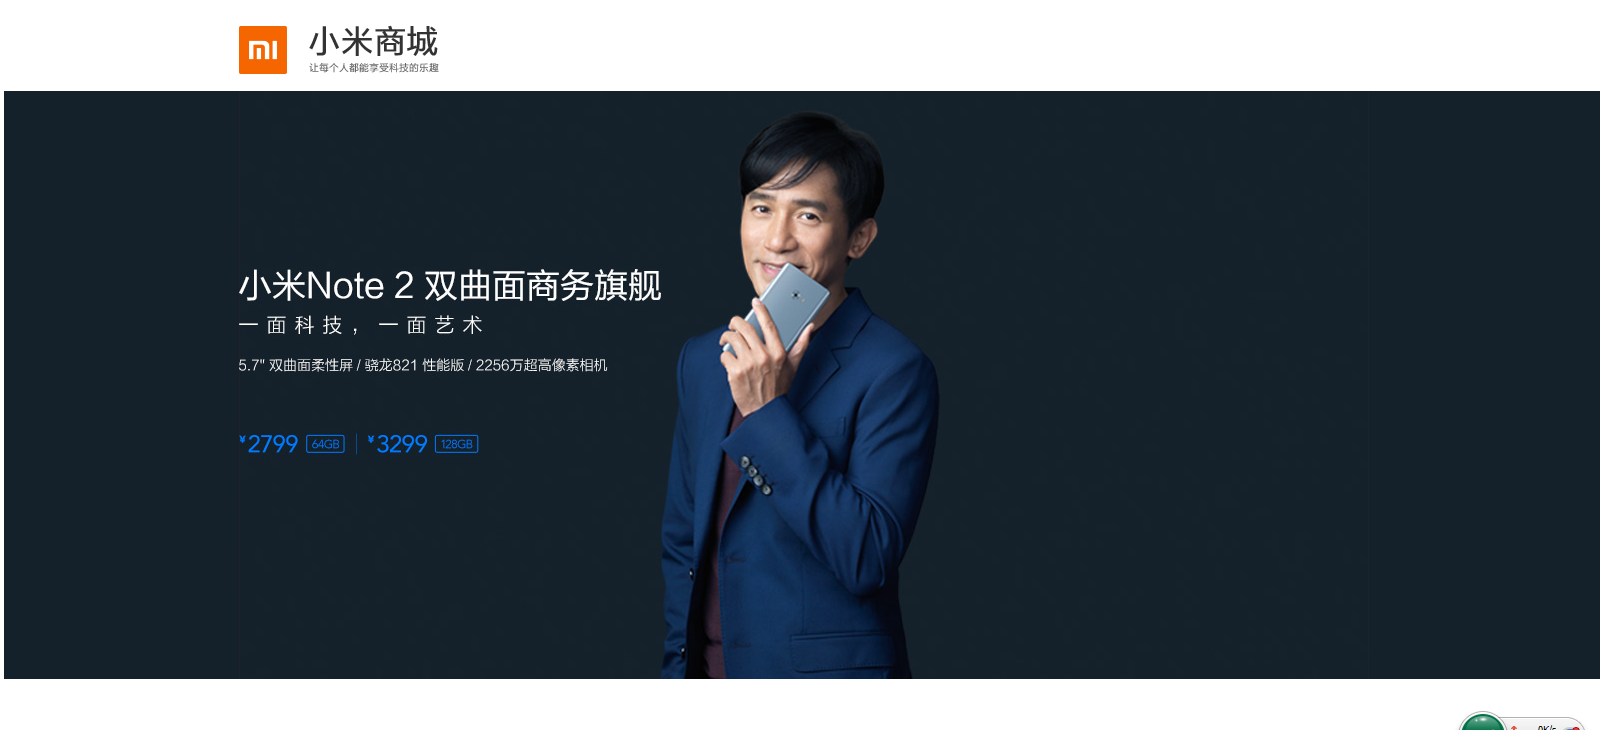 小米商城
让每个人都能享受科技的乐趣
小米Note 2 双曲面商务旗舰
一面科技，一面艺术
5.7" 双曲面柔性屏 / 骁龙821 性能版 / 2256万超高像素相机
¥2799 64GB ¥3299 128GB
0K/s